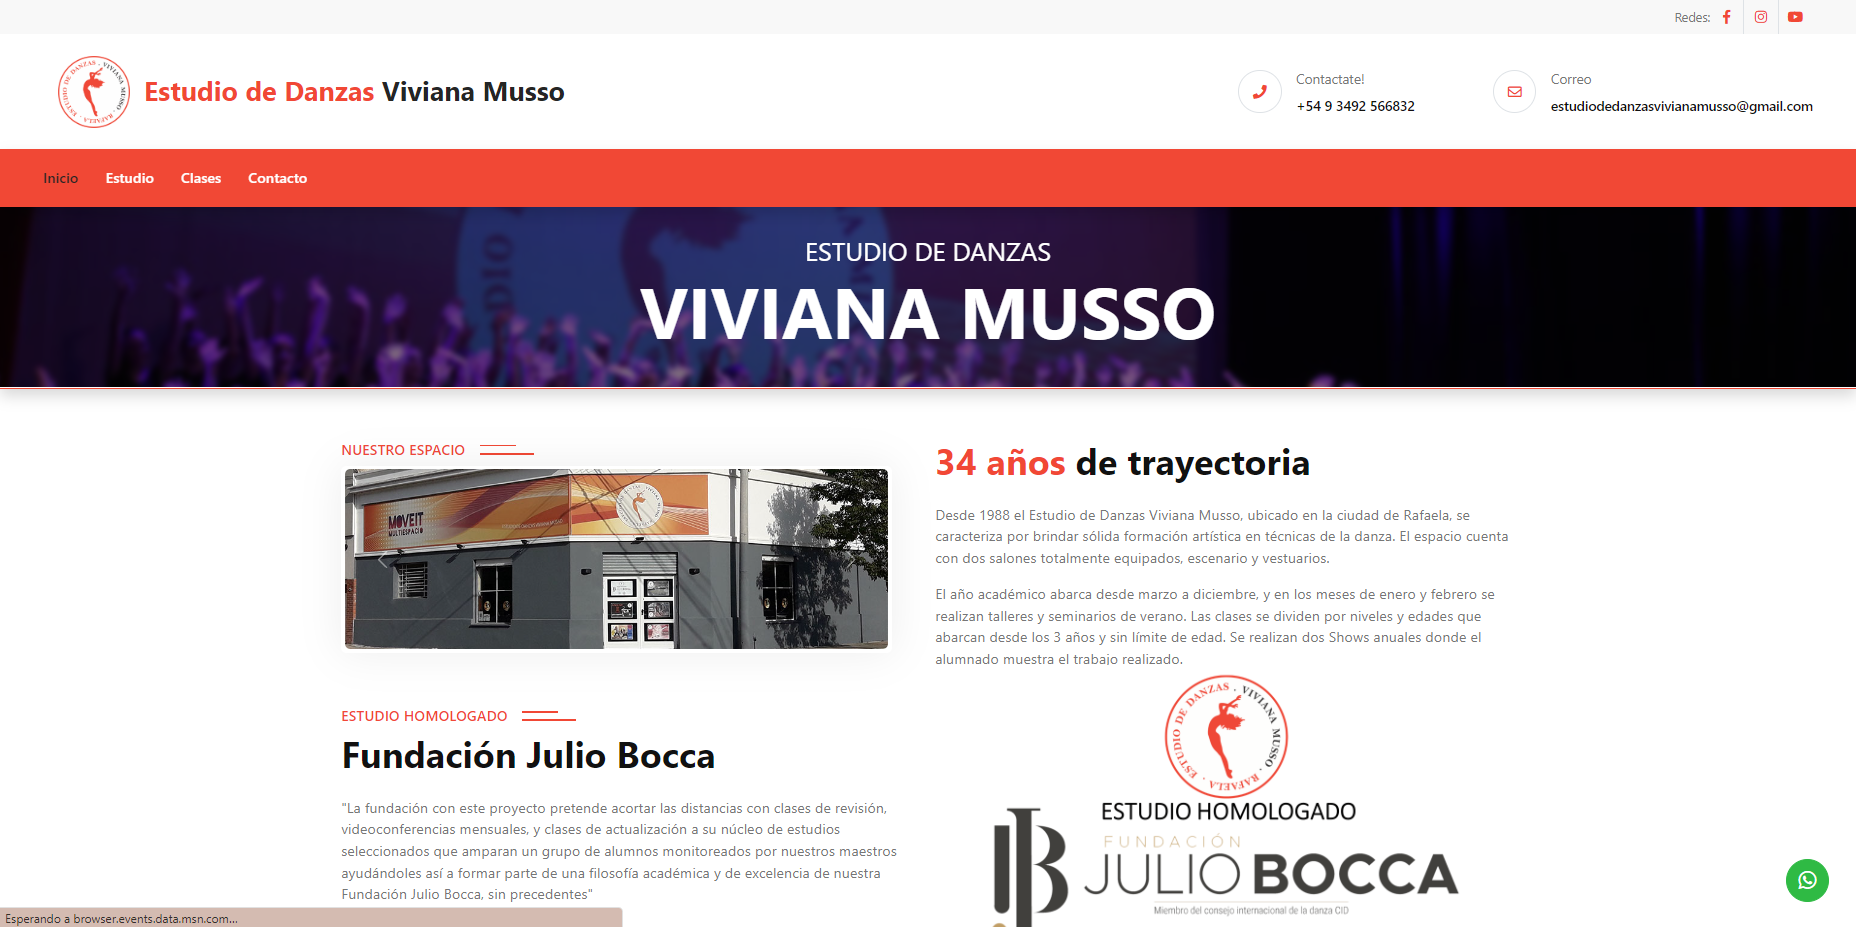 Redes:
ESTUDIO DE DANZAS · VIVIANA MUSSO · RAFAELA ·
Estudio de Danzas Viviana Musso
Contactate!
+54 9 3492 566832
Correo
estudiodedanzasvivianamusso@gmail.com
Inicio
Estudio
Clases
Contacto
ESTUDIO DE DANZAS
VIVIANA MUSSO
NUESTRO ESPACIO
MOVEIT
MULTIESPACIO
34 años de trayectoria
Desde 1988 el Estudio de Danzas Viviana Musso, ubicado en la ciudad de Rafaela, se
caracteriza por brindar sólida formación artística en técnicas de la danza. El espacio cuenta
con dos salones totalmente equipados, escenario y vestuarios.
El año académico abarca desde marzo a diciembre, y en los meses de enero y febrero se
realizan talleres y seminarios de verano. Las clases se dividen por niveles y edades que
abarcan desde los 3 años y sin límite de edad. Se realizan dos Shows anuales donde el
alumnado muestra el trabajo realizado.
ESTUDIO HOMOLOGADO
Fundación Julio Bocca
"La fundación con este proyecto pretende acortar las distancias con clases de revisión,
videoconferencias mensuales, y clases de actualización a su núcleo de estudios
seleccionados que amparan un grupo de alumnos monitoreados por nuestros maestros
ayudándoles así a formar parte de una filosofía académica y de excelencia de nuestra
Fundación Julio Bocca, sin precedentes"
ESTUDIO DE DANZAS · VIVIANA MUSSO · RAFAELA ·
ESTUDIO HOMOLOGADO
FUNDACIÓN
JULIO BOCCA
Miembro del consejo internacional de la danza CID
Esperando a browser.events.data.msn.com...